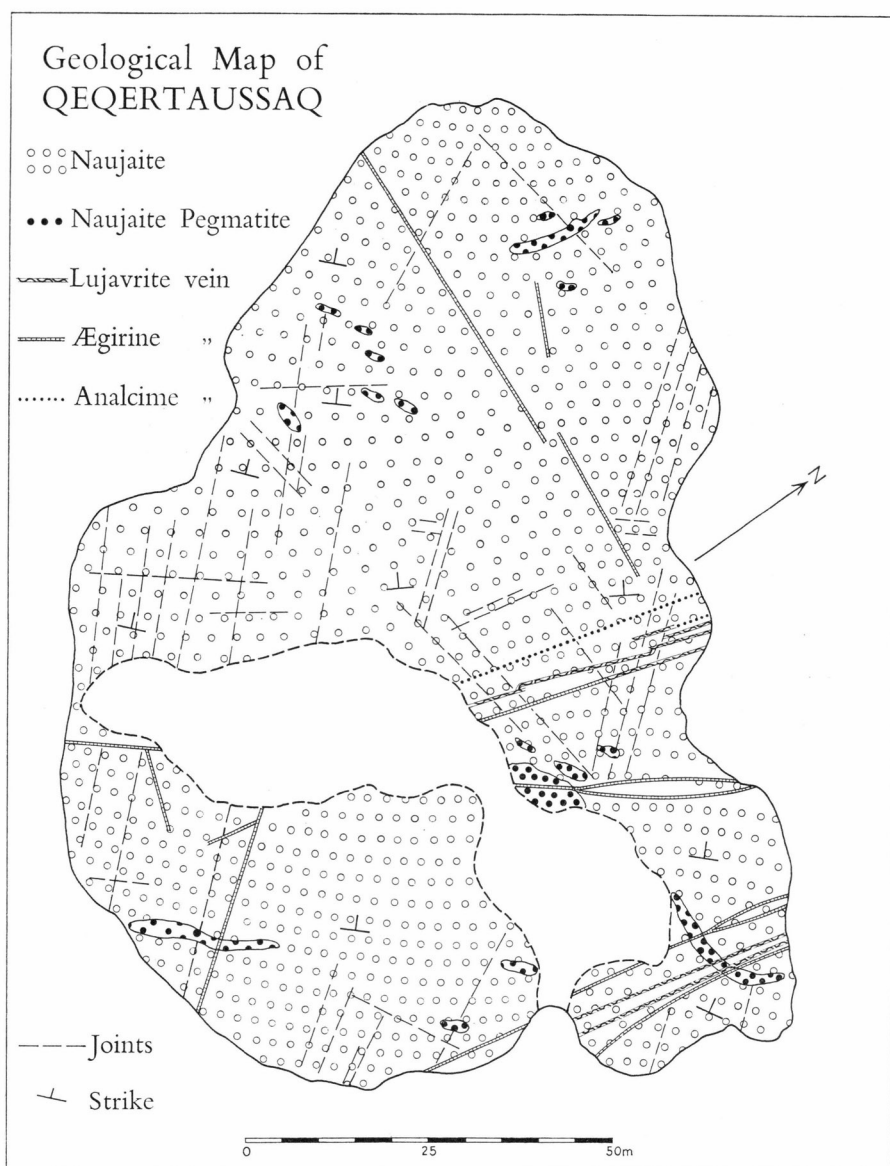 Geological Map of
QEQERTAUSSAQ
Naujaite
Naujaite Pegmatite
Lujavrite vein
Ægirine „
Analcime „
N
Joints
Strike
0 25 50m